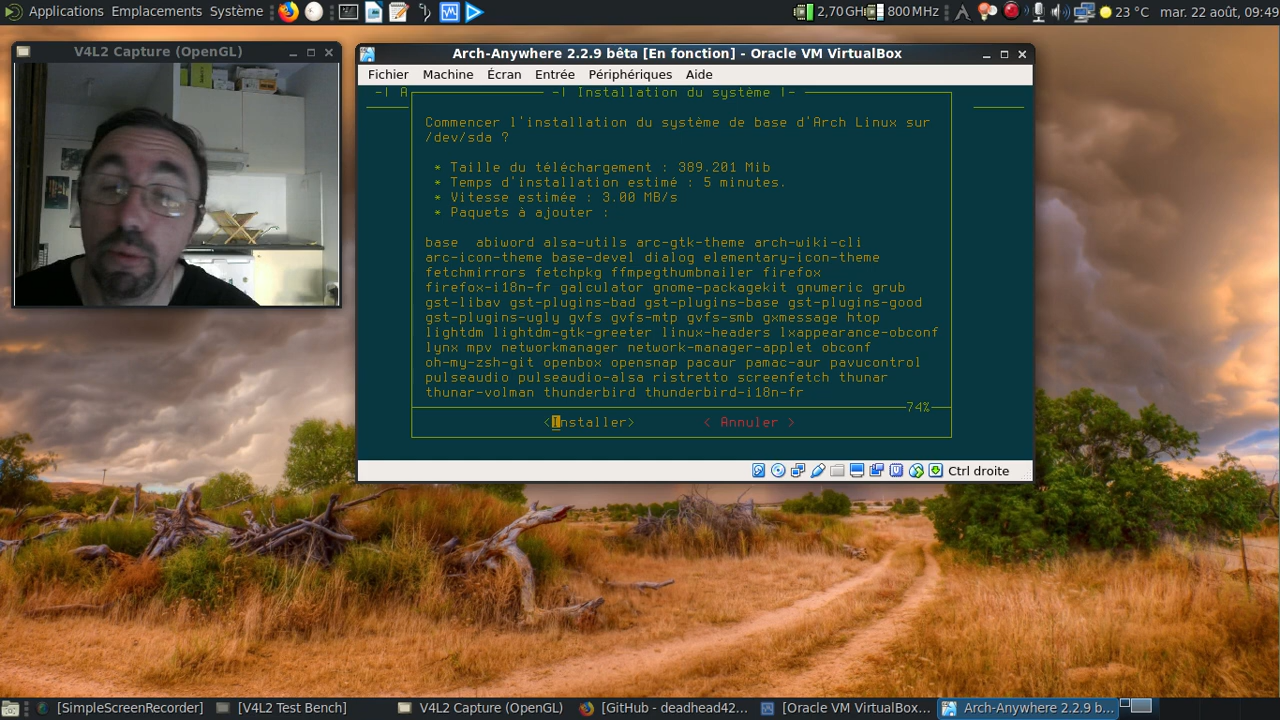 Applications Emplacements Système
2,70 GH
800 MHz
23 °C
mar. 22 août, 09:49
V4L2 Capture (OpenGL)
Arch-Anywhere 2.2.9 bêta [En fonction] - Oracle VM VirtualBox
Fichier Machine Écran Entrée Périphériques Aide
-| A
-| Installation du système |-
Commencer l'installation du système de base d'Arch Linux sur
/dev/sda ?
* Taille du téléchargement : 389.201 Mib
* Temps d'installation estimé : 5 minutes.
* Vitesse estimée : 3.00 MB/s
* Paquets à ajouter :
base abiword alsa-utils arc-gtk-theme arch-wiki-cli
arc-icon-theme base-devel dialog elementary-icon-theme
fetchmirrors fetchpkg ffmpegthumbnailer firefox
firefox-i18n-fr galculator gnome-packagekit gnumeric grub
gst-libav gst-plugins-bad gst-plugins-base gst-plugins-good
gst-plugins-ugly gvfs gvfs-mtp gvfs-smb gxmessage htop
lightdm lightdm-gtk-greeter linux-headers lxappearance-obconf
lynx mpv networkmanager network-manager-applet obconf
oh-my-zsh-git openbox opensnap pacaur pamac-aur pavucontrol
pulseaudio pulseaudio-alsa ristretto screenfetch thunar
thunar-volman thunderbird thunderbird-i18n-fr
74%
<Installer> < Annuler >
Ctrl droite
[SimpleScreenRecorder]
[V4L2 Test Bench]
V4L2 Capture (OpenGL)
[GitHub - deadhead42...
[Oracle VM VirtualBox...
Arch-Anywhere 2.2.9 b...